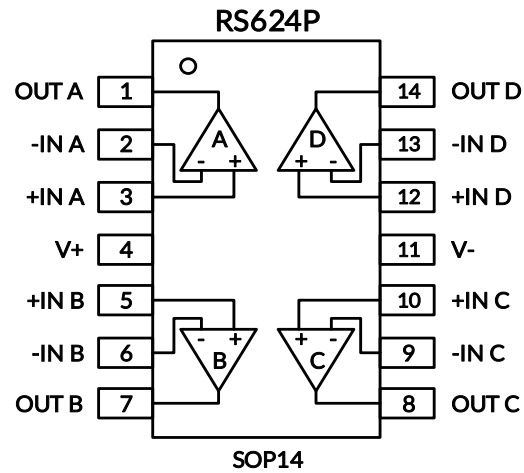 RS624P
OUT A 1 14 OUT D
-IN A 2 A D 13 -IN D
- + + -
+IN A 3 12 +IN D
V+ 4 11 V-
+IN B 5 10 +IN C
- + + -
-IN B 6 B C 9 -IN C
OUT B 7 8 OUT C
SOP14